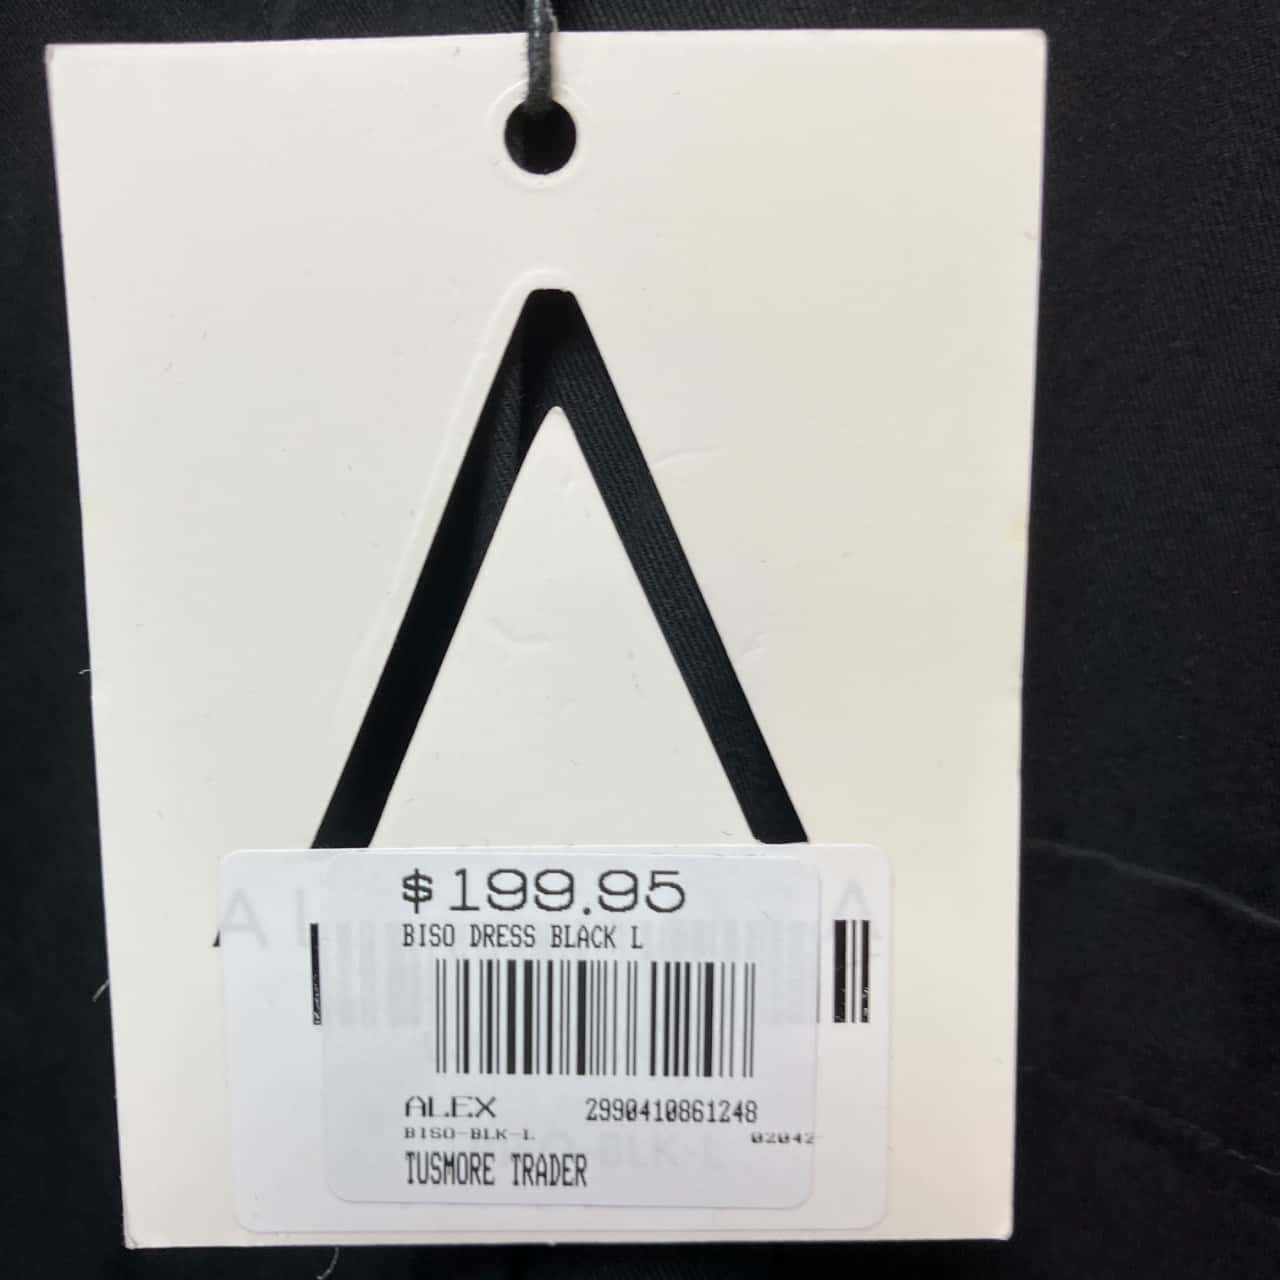 $199.95
BISO DRESS BLACK L
ALEX 2990410861248
BISO-BLK-L 02042
TUSMORE TRADER